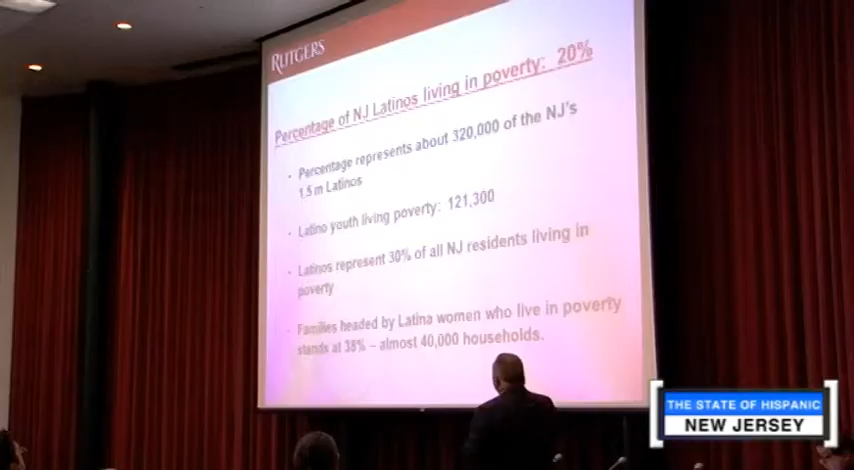 RUTGERS
Percentage of NJ Latinos living in poverty: 20%
· Percentage represents about 320,000 of the NJ's
1.5 m Latinos
· Latino youth living poverty: 121,300
· Latinos represent 30% of all NJ residents living in
poverty
· Families headed by Latina women who live in poverty
stands at 38% – almost 40,000 households.
THE STATE OF HISPANIC
NEW JERSEY